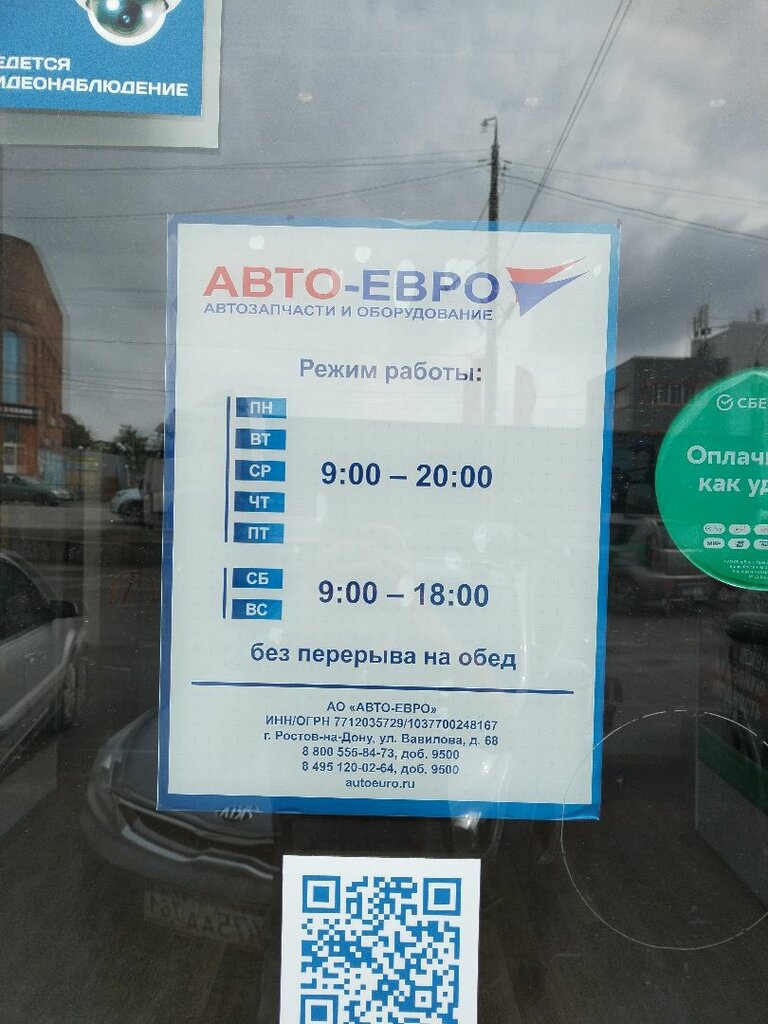 ВИДЕОНАБЛЮДЕНИЕ
АВТО-ЕВРО
АВТОЗАПЧАСТИ И ОБОРУДОВАНИЕ
Режим работы:
ПН
ВТ
СР
ЧТ
ПТ
9:00 – 20:00
СБ
ВС
9:00 – 18:00
без перерыва на обед
АО «АВТО-ЕВРО»
ИНН/ОГРН 7712035729/1037700248167
г. Ростов-на-Дону, ул. Вавилова, д. 68
8 800 555-84-73, доб. 9500
8 495 120-02-64, доб. 9500
autoeuro.ru
СБЕ
Оплачи
как уд
МИР